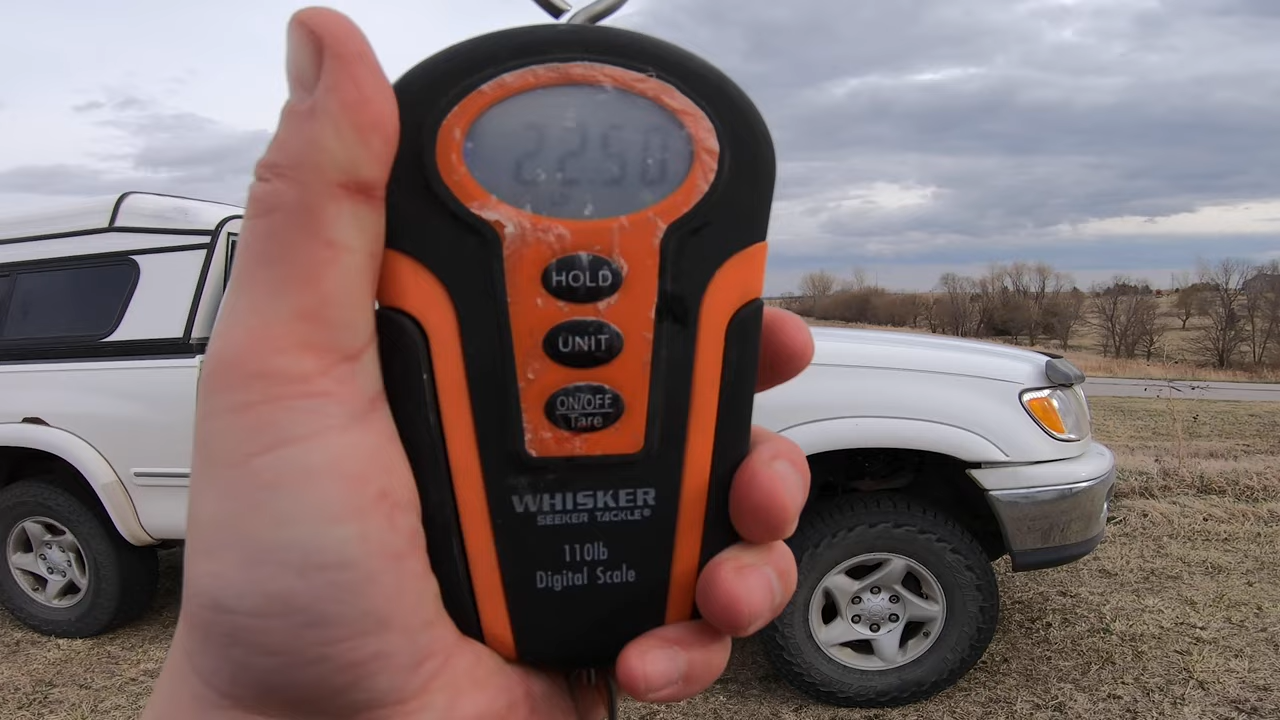 22.50
HOLD
UNIT
ON/OFF
Tare
WHISKER
SEEKER TACKLE®
110lb
Digital Scale